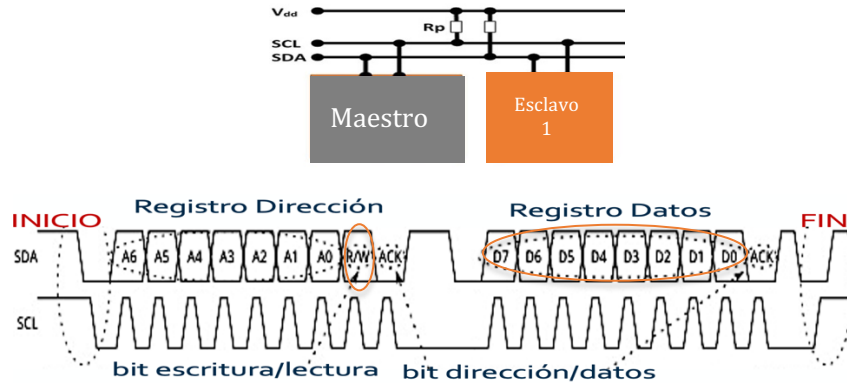 Vdd
Rp
SCL
SDA
Maestro
Esclavo
1
Registro Dirección
Registro Datos
INICIO
FIN
SDA
A6 A5 A4 A3 A2 A1 A0 R/W ACK
D7 D6 D5 D4 D3 D2 D1 D0 ACK
SCL
bit escritura/lectura
bit dirección/datos